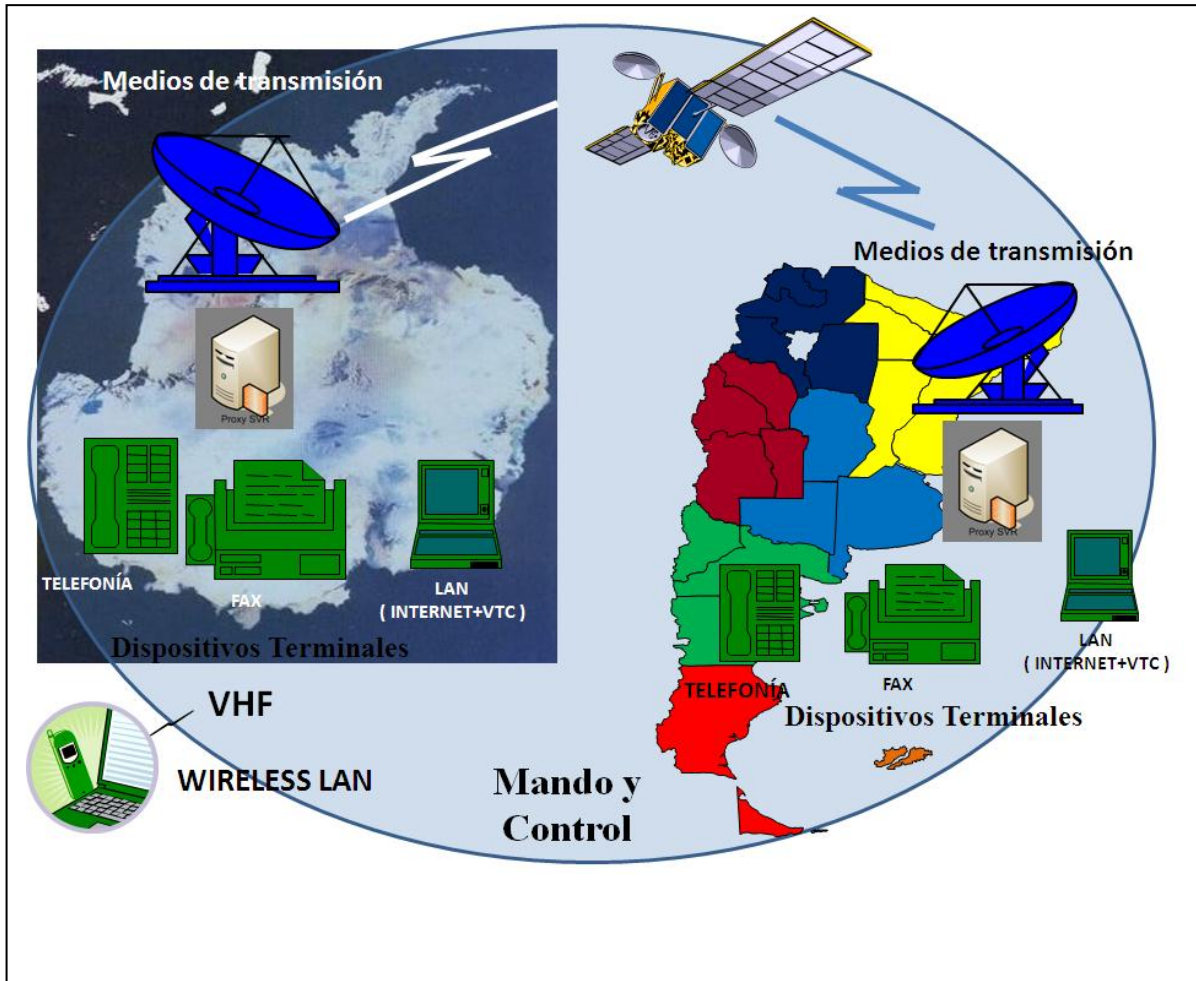 Medios de transmisión
Proxy SVR
TELEFONÍA
FAX
LAN
( INTERNET+VTC )
Dispositivos Terminales
VHF
WIRELESS LAN
Mando y
Control
Medios de transmisión
Proxy SVR
TELEFONÍA
FAX
LAN
( INTERNET+VTC )
Dispositivos Terminales